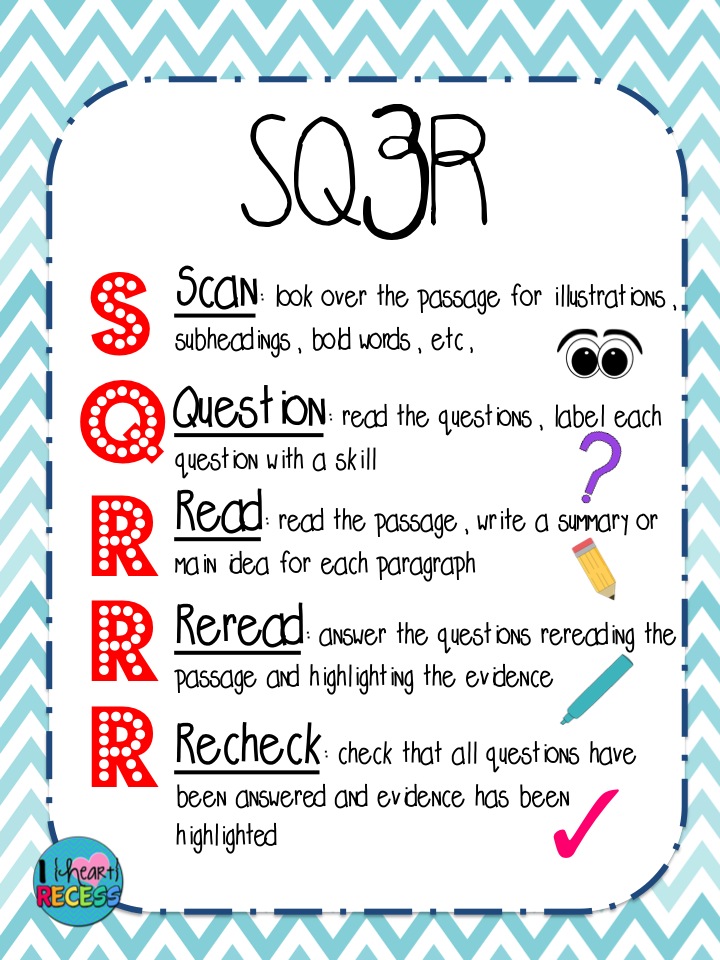 SQ3R
S Scan: look over the passage for illustrations,
subheadings, bold words, etc,
Q Question: read the questions, label each
question with a skill
R Read: read the passage, write a summary or
main idea for each paragraph
R Reread: answer the questions rereading the
passage and highlighting the evidence
R Recheck: check that all questions have
been answered and evidence has been
highlighted
I {heart}
RECESS